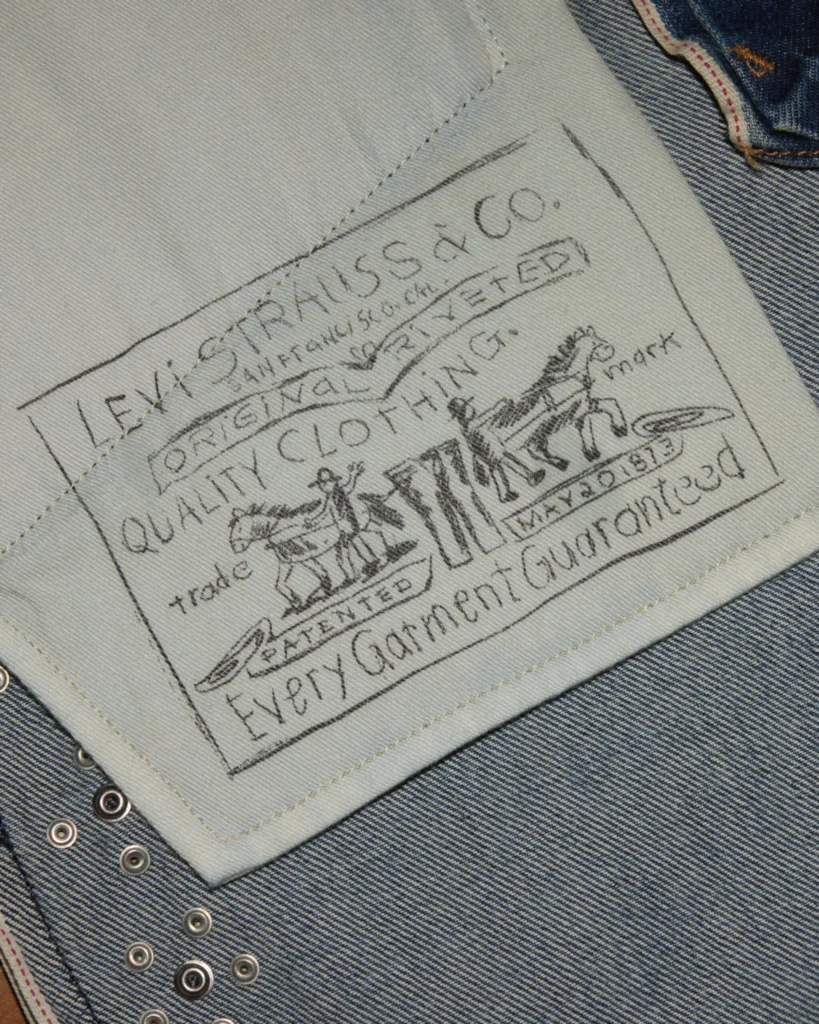 LEVI STRAUSS & CO.
SAN FRANCISCO. CAL.
ORIGINAL RIVETED
QUALITY CLOTHING.
trade mark
PATENTED MAY 20 1873
Every Garment Guaranteed